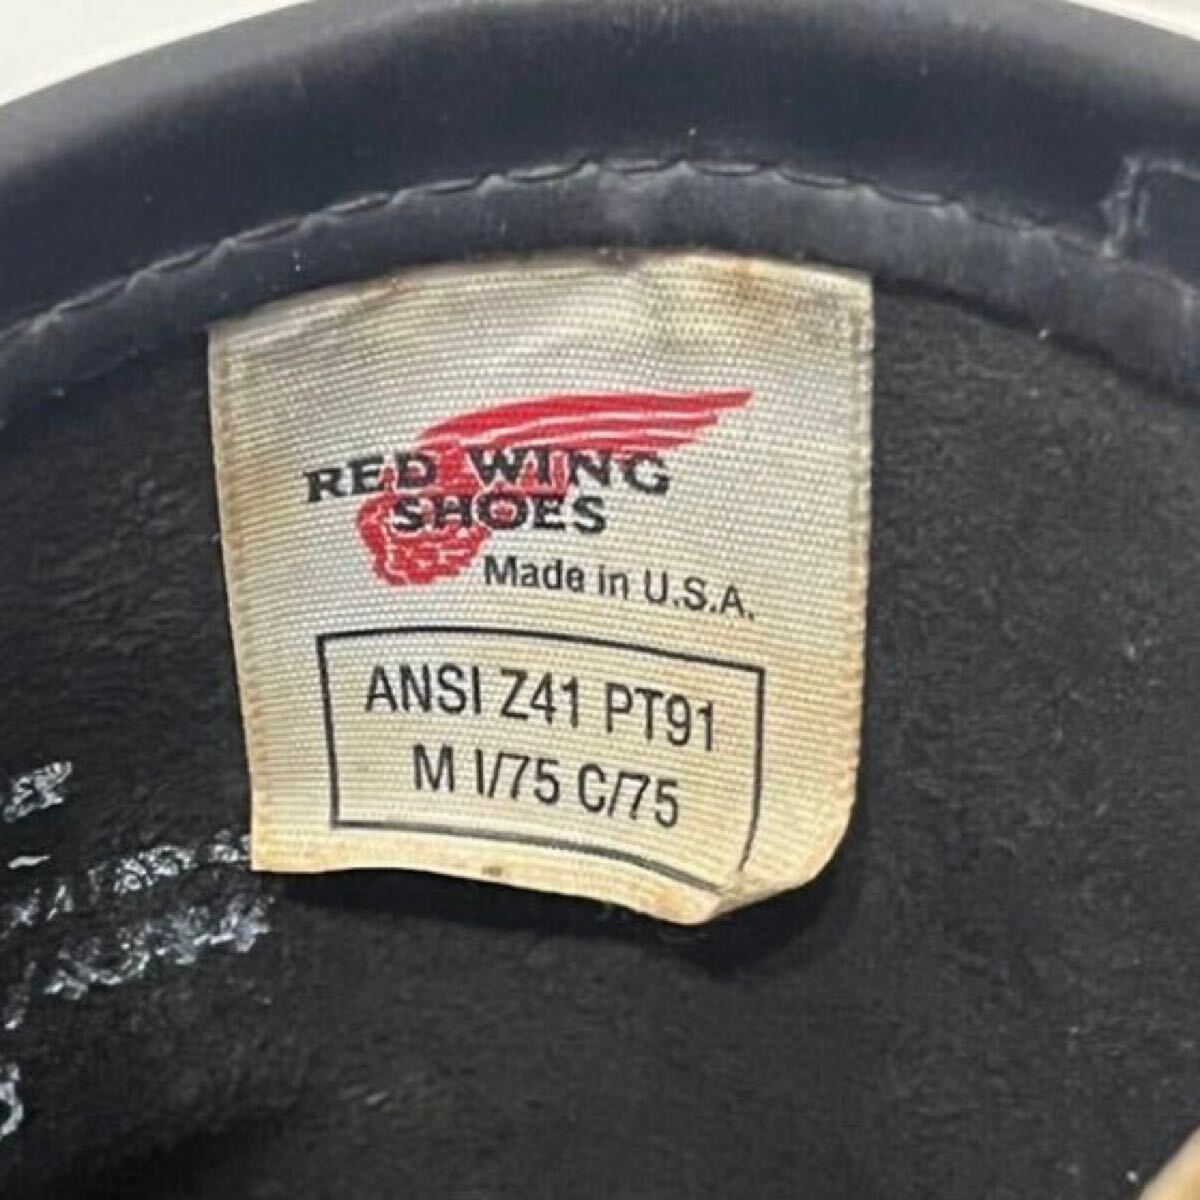 RED WING
SHOES
Made in U.S.A.
ANSI Z41 PT91
M I/75 C/75